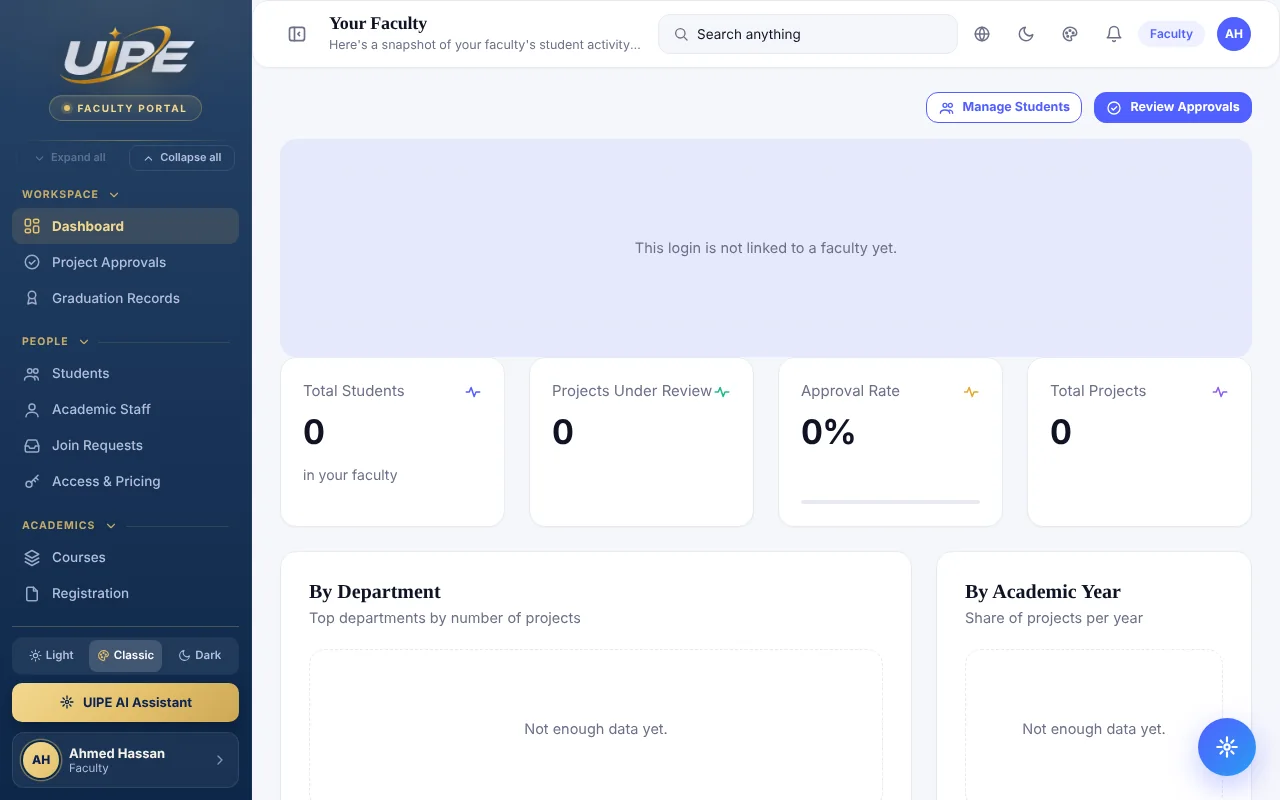 UIPE
FACULTY PORTAL
Expand all
Collapse all
WORKSPACE
Dashboard
Project Approvals
Graduation Records
PEOPLE
Students
Academic Staff
Join Requests
Access & Pricing
ACADEMICS
Courses
Registration
Light
Classic
Dark
UIPE AI Assistant
AH
Ahmed Hassan
Faculty
Your Faculty
Here's a snapshot of your faculty's student activity...
Search anything
Faculty
AH
Manage Students
Review Approvals
This login is not linked to a faculty yet.
Total Students
0
in your faculty
Projects Under Review
0
Approval Rate
0%
Total Projects
0
By Department
Top departments by number of projects
Not enough data yet.
By Academic Year
Share of projects per year
Not enough data yet.